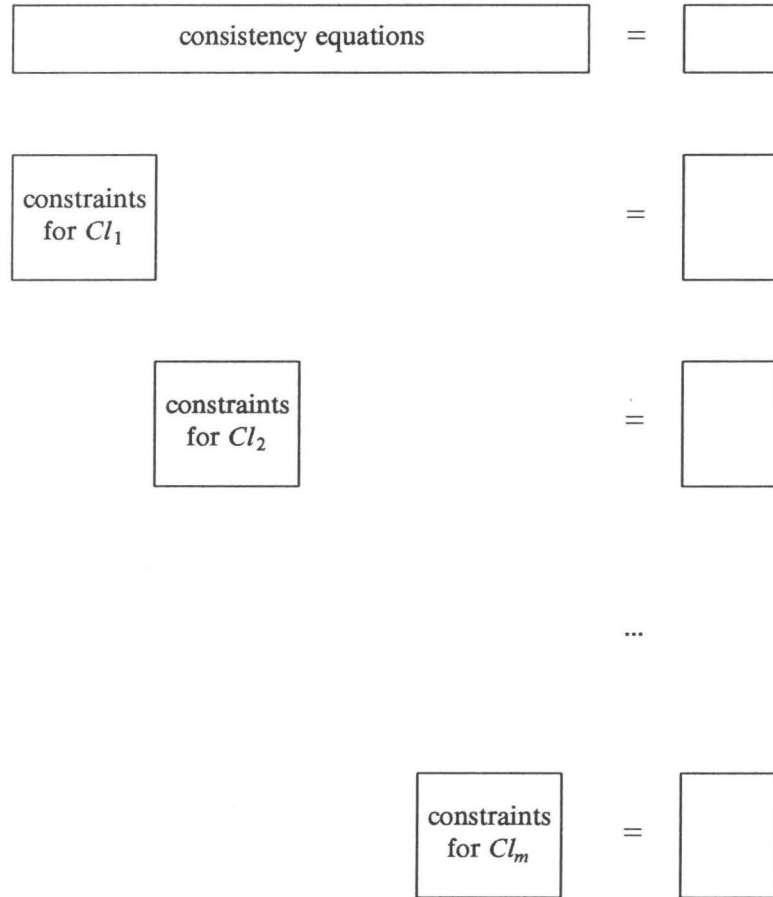 consistency equations =
constraints
for Cl₁ =
constraints
for Cl₂ =
...
constraints
for Clₘ =